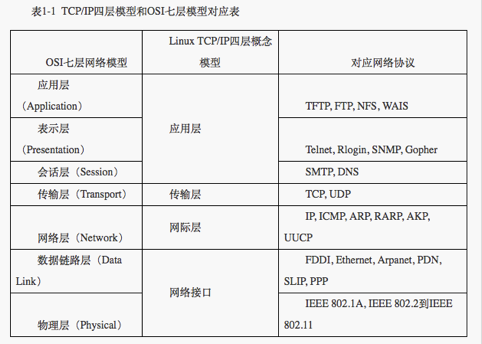 表1-1 TCP/IP四层模型和OSI七层模型对应表
OSI七层网络模型
Linux TCP/IP四层概念
模型
对应网络协议
应用层
（Application）
应用层
TFTP, FTP, NFS, WAIS
表示层
（Presentation）
Telnet, Rlogin, SNMP, Gopher
会话层（Session）
SMTP, DNS
传输层（Transport）
传输层
TCP, UDP
网络层（Network）
网际层
IP, ICMP, ARP, RARP, AKP,
UUCP
数据链路层（Data
Link）
网络接口
FDDI, Ethernet, Arpanet, PDN,
SLIP, PPP
物理层（Physical）
IEEE 802.1A, IEEE 802.2到IEEE
802.11